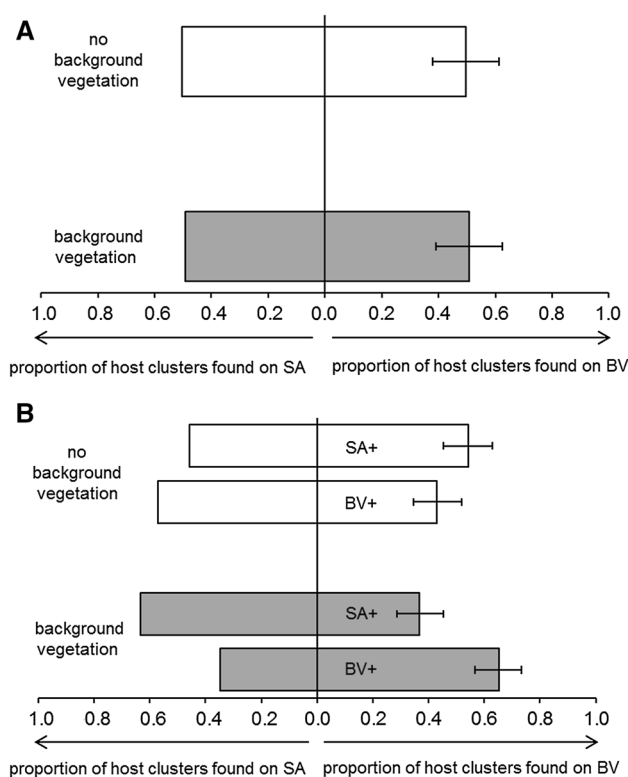 A
no
background
vegetation
background
vegetation
1.0 0.8 0.6 0.4 0.2 0.0 0.2 0.4 0.6 0.8 1.0
proportion of host clusters found on SA proportion of host clusters found on BV
B
no
background
vegetation
SA+
BV+
background
vegetation
SA+
BV+
1.0 0.8 0.6 0.4 0.2 0.0 0.2 0.4 0.6 0.8 1.0
proportion of host clusters found on SA proportion of host clusters found on BV